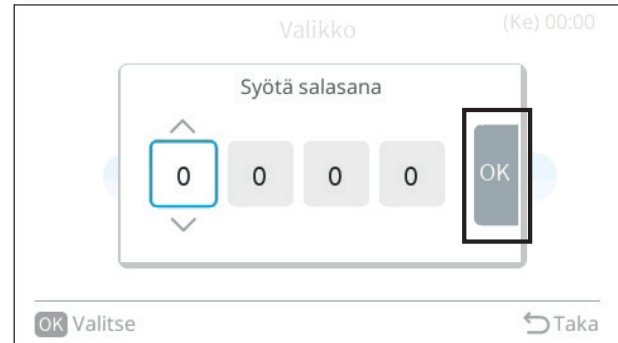 Valikko (Ke) 00:00
Syötä salasana
0 0 0 0 OK
OK Valitse Taka